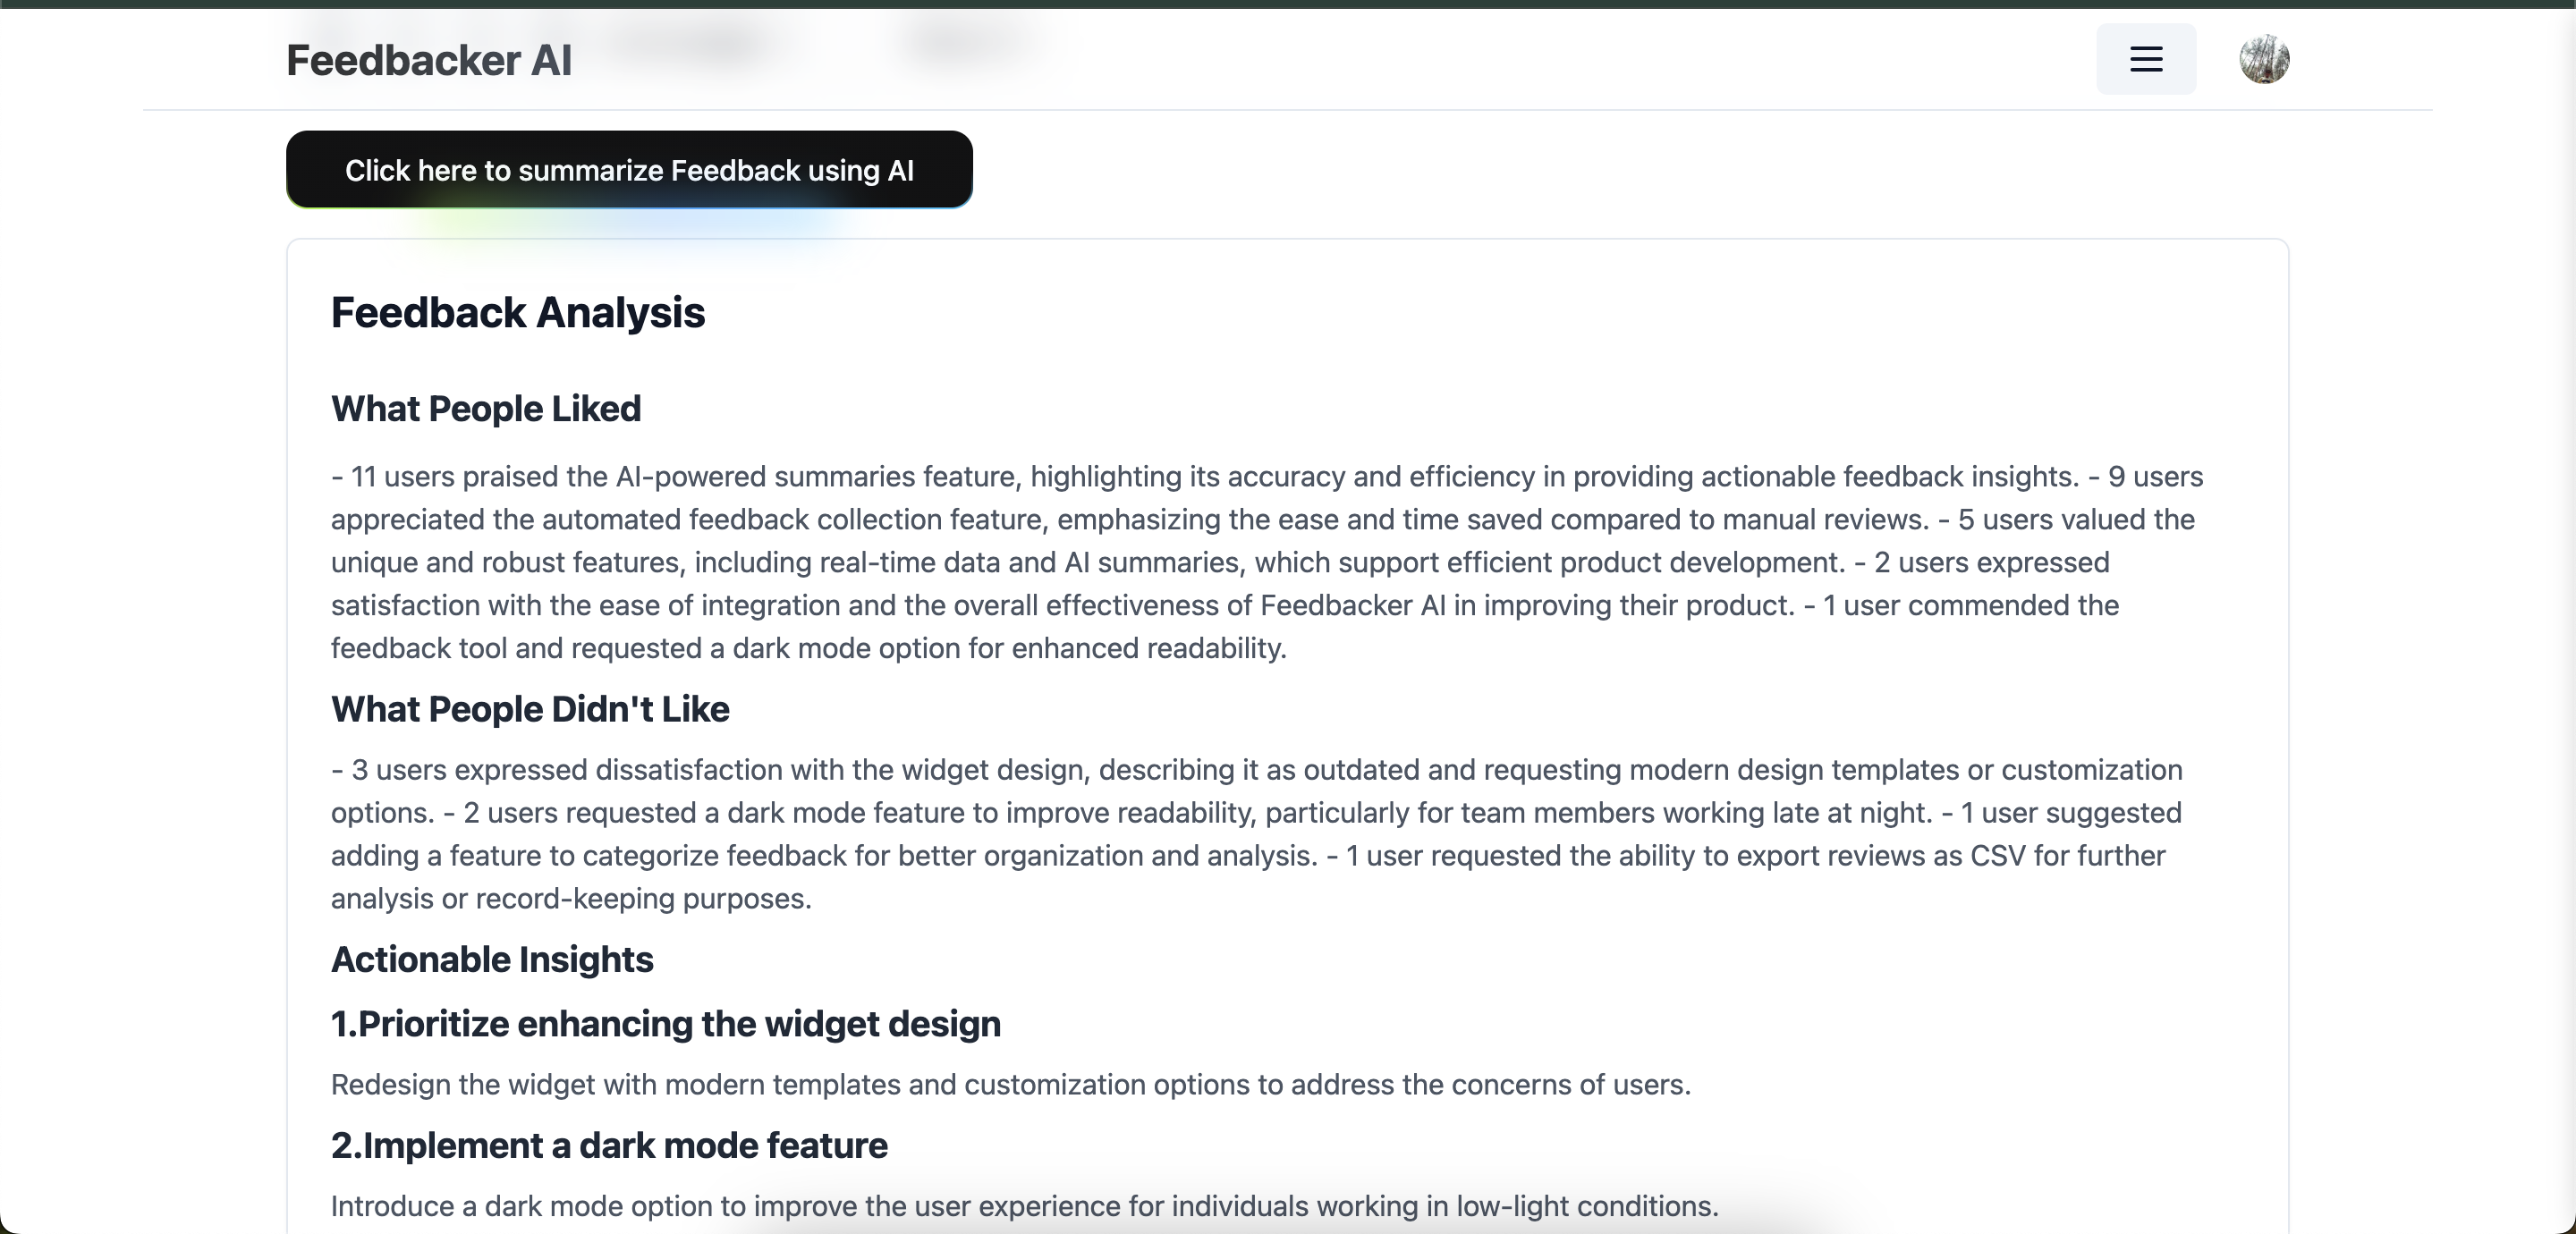 Feedbacker AI
Click here to summarize Feedback using AI
Feedback Analysis
What People Liked
- 11 users praised the AI-powered summaries feature, highlighting its accuracy and efficiency in providing actionable feedback insights. - 9 users
appreciated the automated feedback collection feature, emphasizing the ease and time saved compared to manual reviews. - 5 users valued the
unique and robust features, including real-time data and AI summaries, which support efficient product development. - 2 users expressed
satisfaction with the ease of integration and the overall effectiveness of Feedbacker AI in improving their product. - 1 user commended the
feedback tool and requested a dark mode option for enhanced readability.
What People Didn't Like
- 3 users expressed dissatisfaction with the widget design, describing it as outdated and requesting modern design templates or customization
options. - 2 users requested a dark mode feature to improve readability, particularly for team members working late at night. - 1 user suggested
adding a feature to categorize feedback for better organization and analysis. - 1 user requested the ability to export reviews as CSV for further
analysis or record-keeping purposes.
Actionable Insights
1.Prioritize enhancing the widget design
Redesign the widget with modern templates and customization options to address the concerns of users.
2.Implement a dark mode feature
Introduce a dark mode option to improve the user experience for individuals working in low-light conditions.